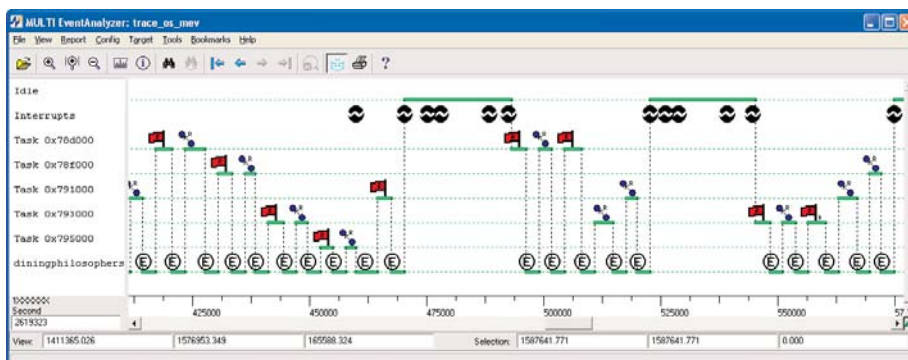 MULTI EventAnalyzer: trace_os_mev
File View Report Config Target Tools Bookmarks Help
Idle
Interrupts
Task 0x78d000
Task 0x78f000
Task 0x791000
Task 0x793000
Task 0x795000
diningphilosophers
E E E E E E E E E E E E E E E E E E E
1XXXXXX
Second
2619323
425000 450000 475000 500000 525000 550000 57
View: 1411365.026 1576953.349 165588.324 Selection: 1587641.771 1587641.771 0.000